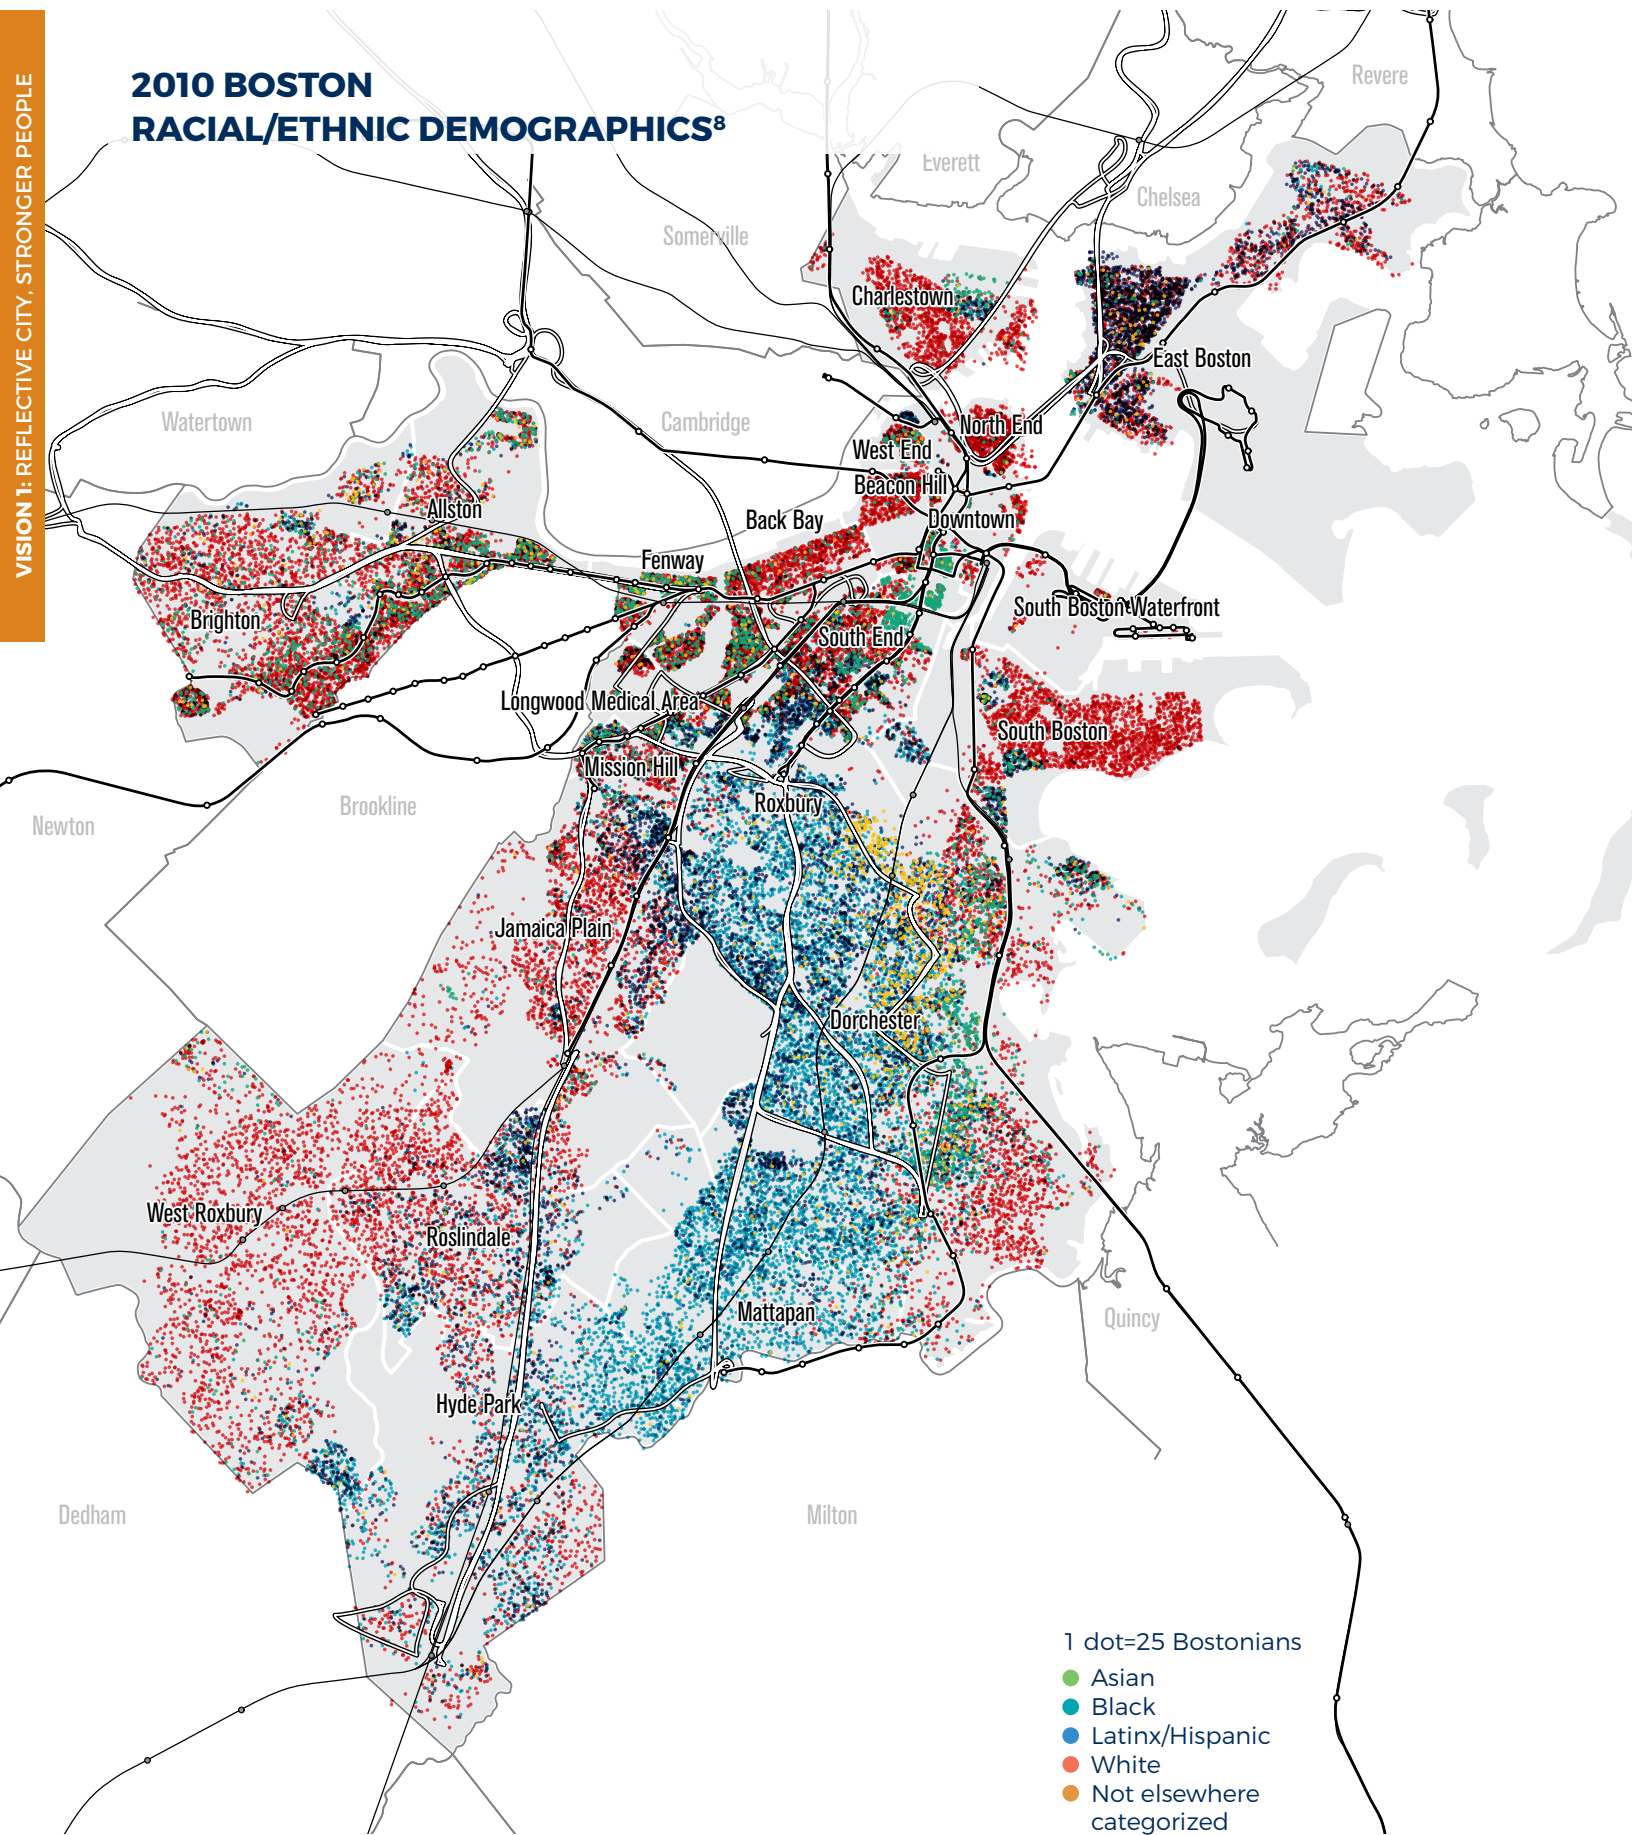 VISION 1: REFLECTIVE CITY, STRONGER PEOPLE
2010 BOSTON
RACIAL/ETHNIC DEMOGRAPHICS8
Revere
Everett
Chelsea
Somerville
Charlestown
East Boston
Watertown
Cambridge
North End
West End
Beacon Hill
Allston
Back Bay
Downtown
Fenway
Brighton
South Boston Waterfront
South End
Longwood Medical Area
South Boston
Mission Hill
Roxbury
Brookline
Newton
Jamaica Plain
Dorchester
West Roxbury
Roslindale
Mattapan
Quincy
Hyde Park
Dedham
Milton
1 dot=25 Bostonians
Asian
Black
Latinx/Hispanic
White
Not elsewhere
categorized